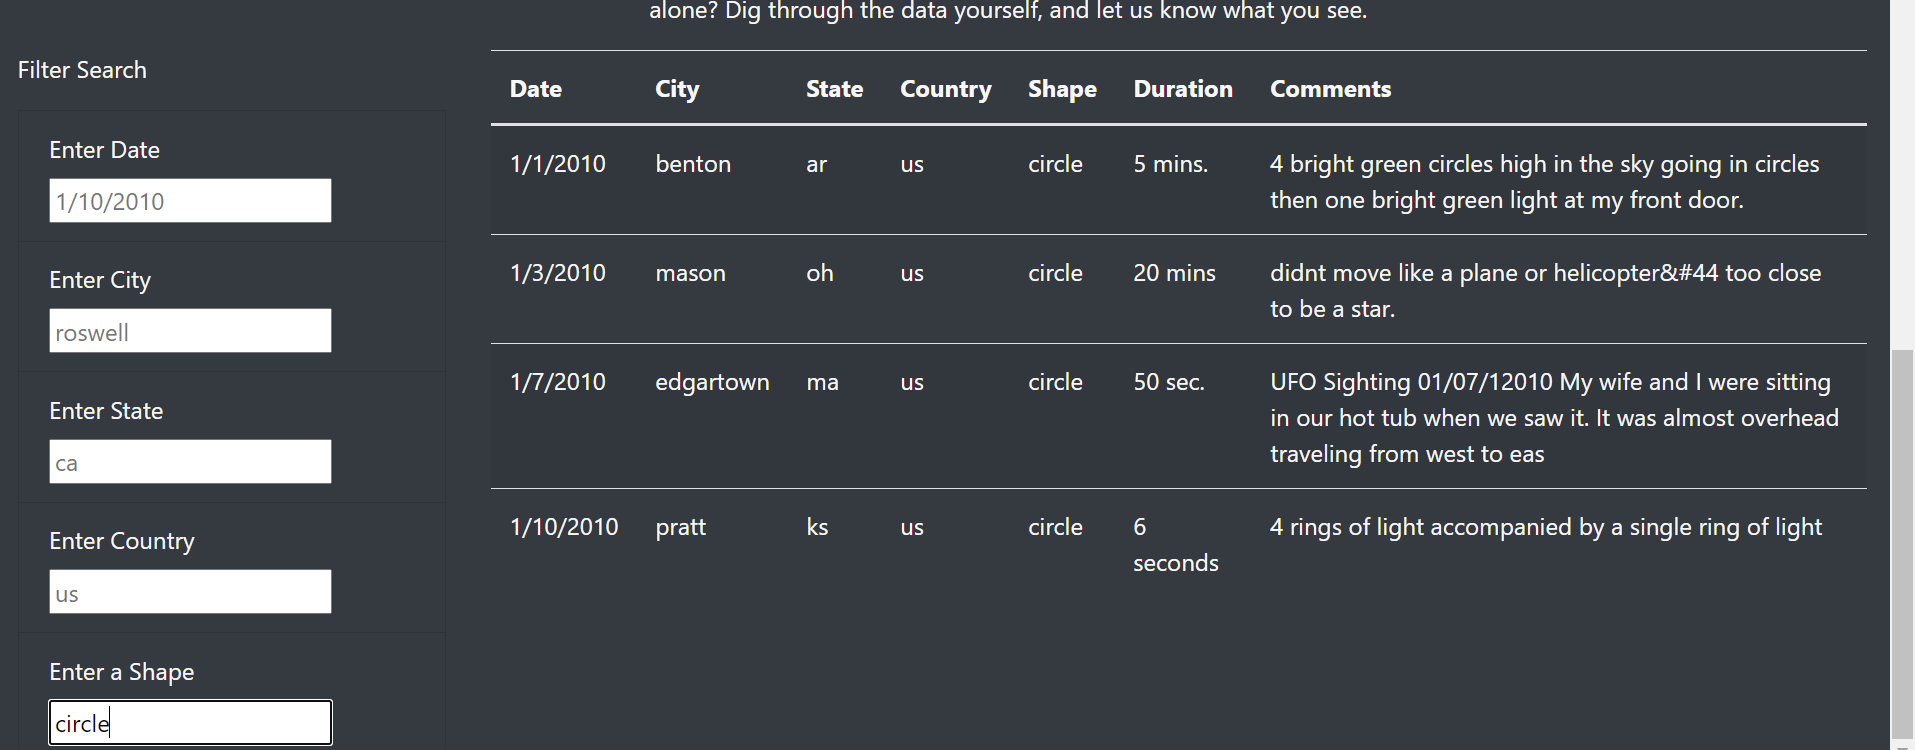 alone? Dig through the data yourself, and let us know what you see.
Filter Search
Enter Date
1/10/2010
Enter City
roswell
Enter State
ca
Enter Country
us
Enter a Shape
circle
Date City State Country Shape Duration Comments
1/1/2010 benton ar us circle 5 mins. 4 bright green circles high in the sky going in circles
then one bright green light at my front door.
1/3/2010 mason oh us circle 20 mins didnt move like a plane or helicopter&#44 too close
to be a star.
1/7/2010 edgartown ma us circle 50 sec. UFO Sighting 01/07/12010 My wife and I were sitting
in our hot tub when we saw it. It was almost overhead
traveling from west to eas
1/10/2010 pratt ks us circle 6 4 rings of light accompanied by a single ring of light
seconds